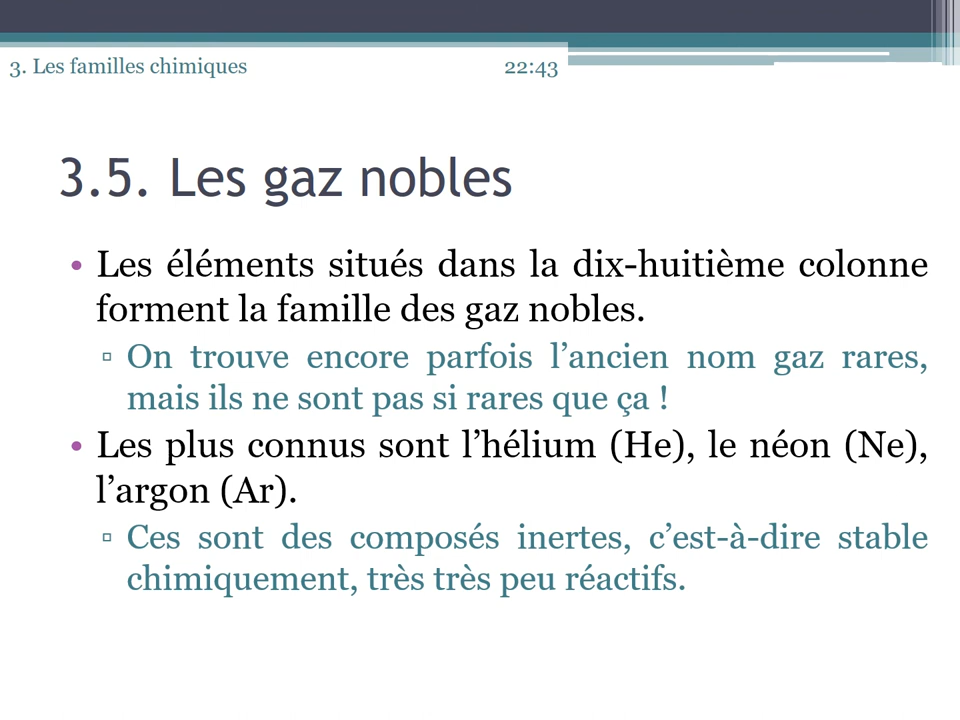 3. Les familles chimiques 22:43
3.5. Les gaz nobles
• Les éléments situés dans la dix-huitième colonne
forment la famille des gaz nobles.
▫ On trouve encore parfois l’ancien nom gaz rares,
mais ils ne sont pas si rares que ça !
• Les plus connus sont l’hélium (He), le néon (Ne),
l’argon (Ar).
▫ Ces sont des composés inertes, c’est-à-dire stable
chimiquement, très très peu réactifs.